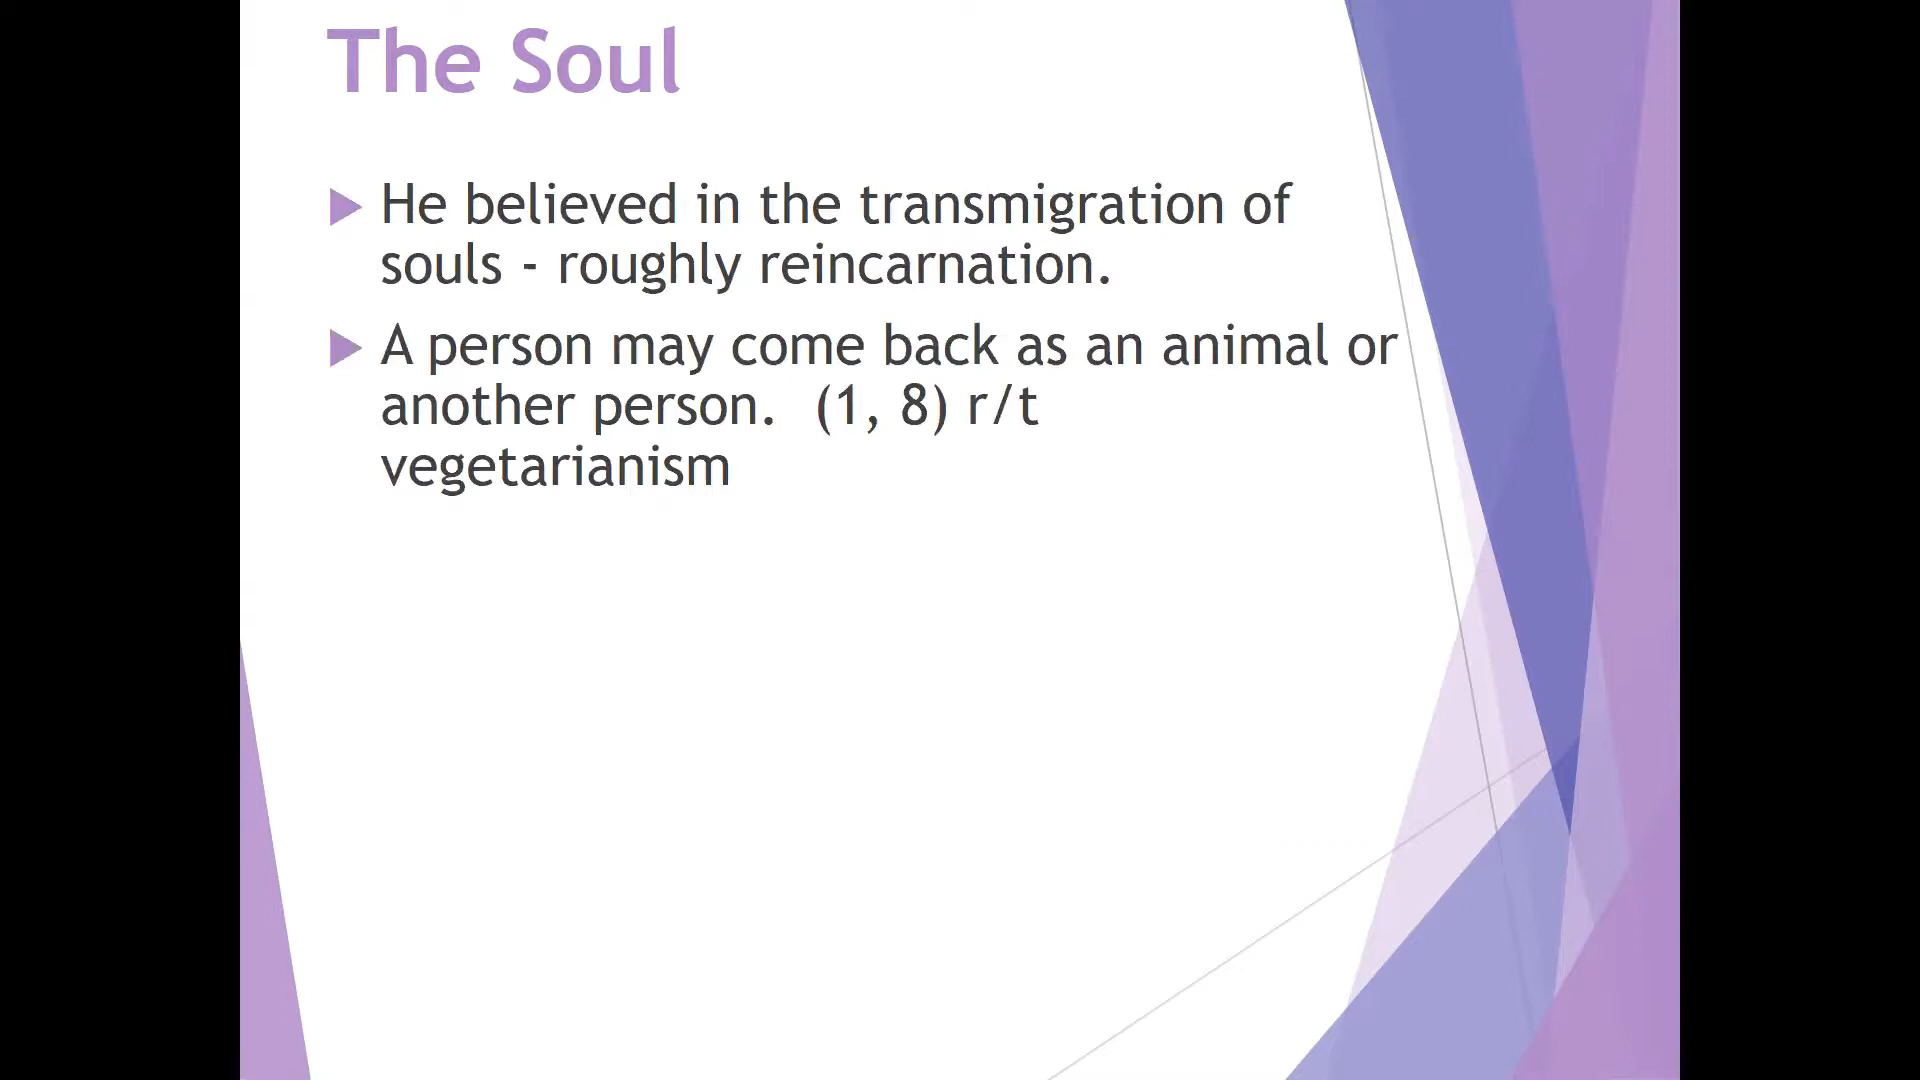 The Soul
He believed in the transmigration of
souls - roughly reincarnation.
A person may come back as an animal or
another person.  (1, 8) r/t
vegetarianism